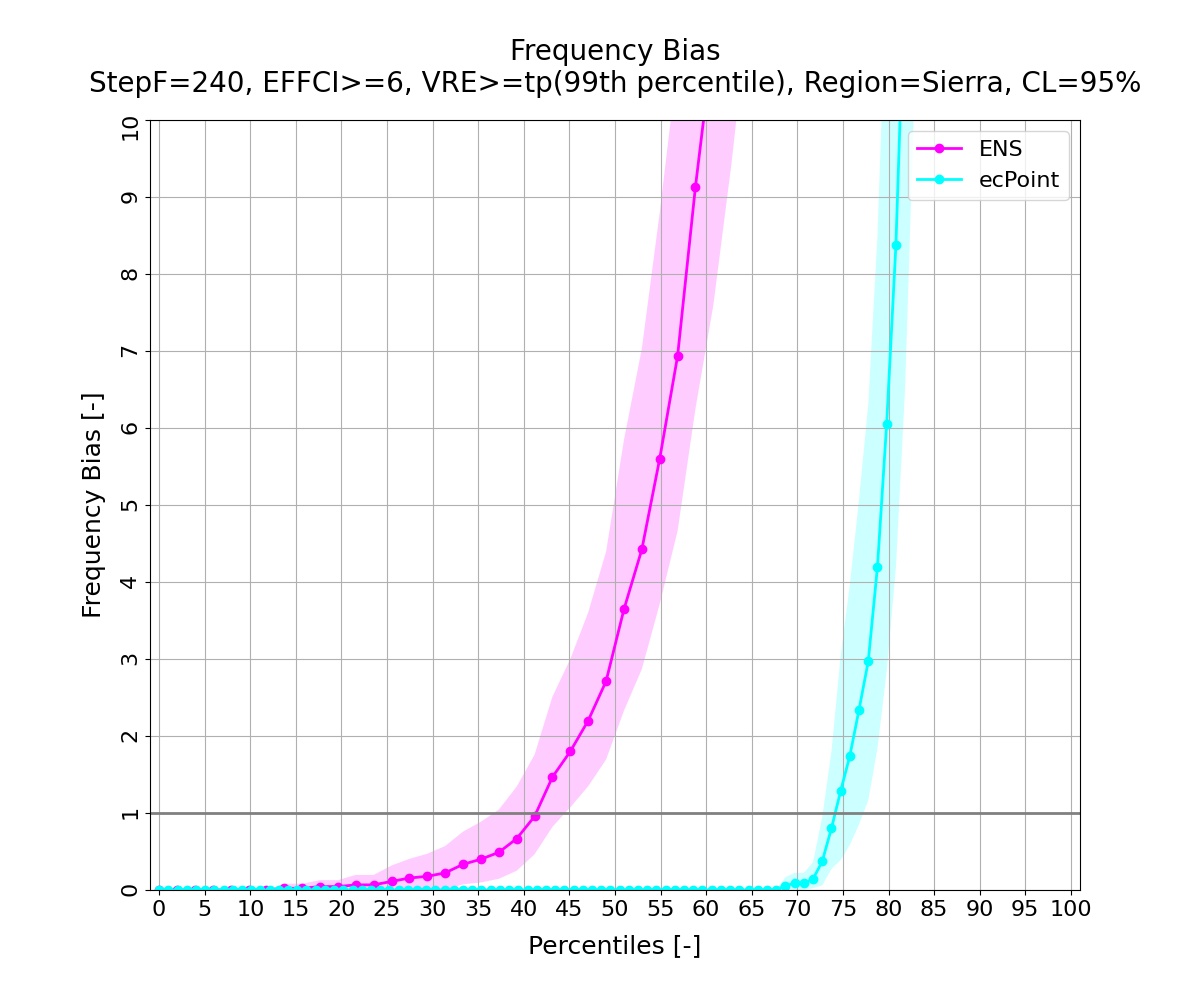 Frequency Bias
StepF=240, EFFCI>=6, VRE>=tp(99th percentile), Region=Sierra, CL=95%
ENS
ecPoint
Frequency Bias [-]
10
9
8
7
6
5
4
3
2
1
0
0 5 10 15 20 25 30 35 40 45 50 55 60 65 70 75 80 85 90 95 100
Percentiles [-]